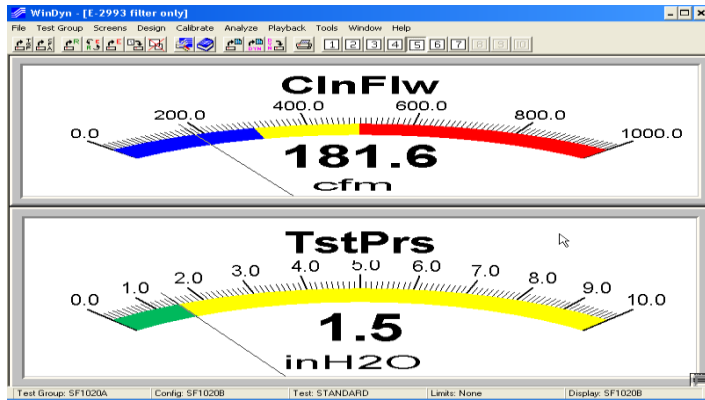 WinDyn - [E-2993 filter only]
File Test Group Screens Design Calibrate Analyze Playback Tools Window Help
1 2 3 4 5 6 7 8 9 10
ClnFlw
0.0 200.0 400.0 600.0 800.0 1000.0
181.6
cfm
TstPrs
0.0 1.0 2.0 3.0 4.0 5.0 6.0 7.0 8.0 9.0 10.0
1.5
inH2O
Test Group: SF1020A Config: SF1020B Test: STANDARD Limits: None Display: SF1020B